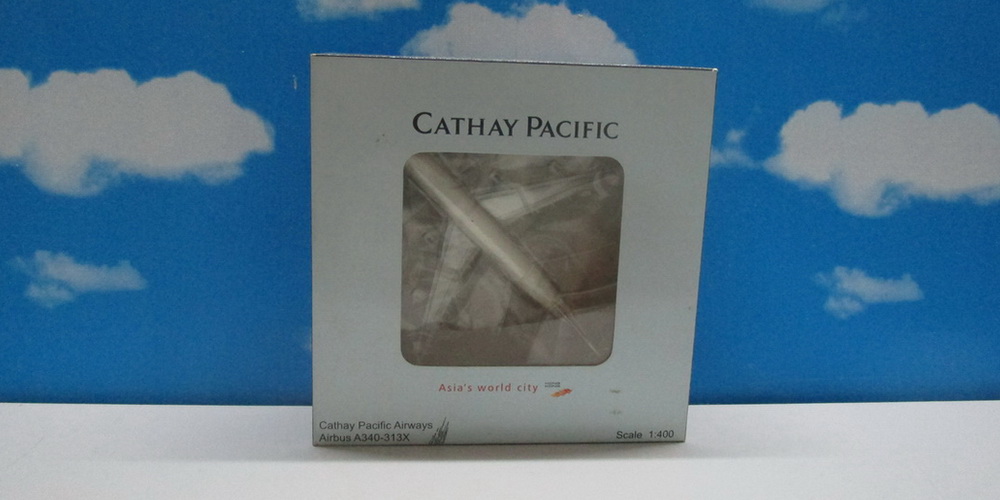 CATHAY PACIFIC
Asia's world city
Cathay Pacific Airways
Airbus A340-313X
Scale 1:400